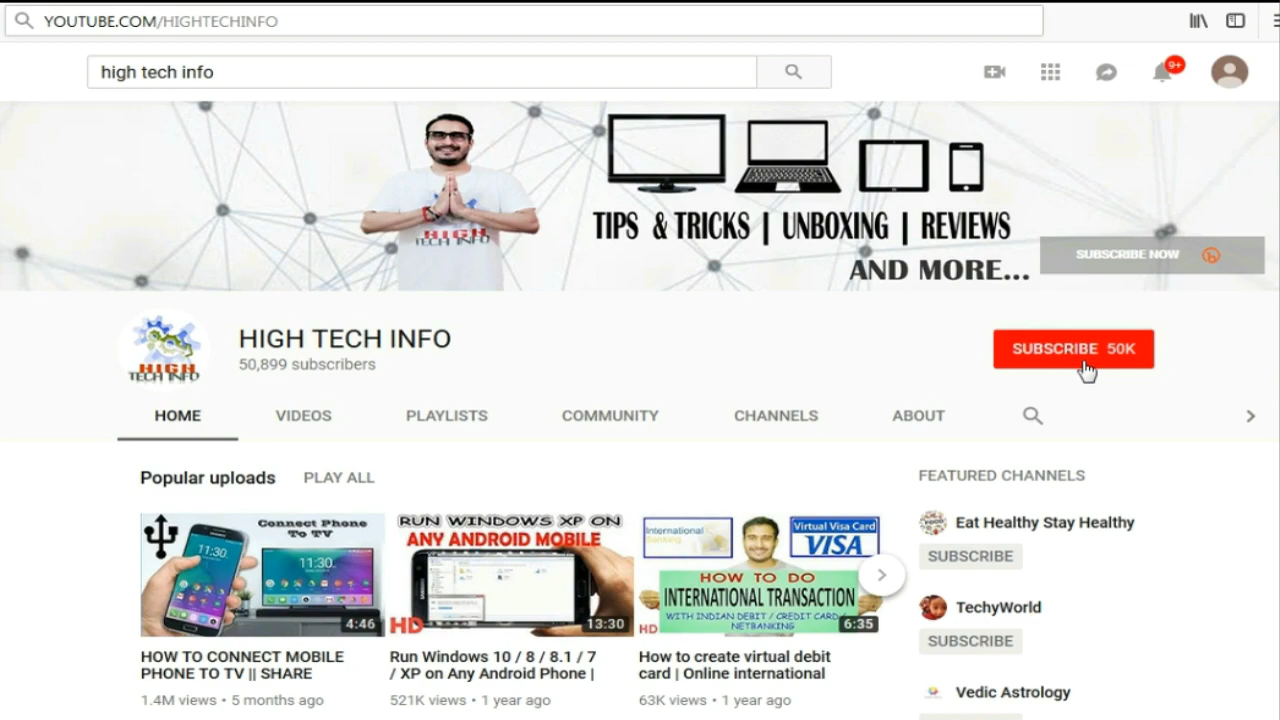 YOUTUBE.COM/HIGHTECHINFO
high tech info
9+
TIPS & TRICKS | UNBOXING | REVIEWS
AND MORE...
SUBSCRIBE NOW
HIGH
TECH INFO
HIGH TECH INFO
50,899 subscribers
SUBSCRIBE 50K
HIGH
TECH INFO
HOME VIDEOS PLAYLISTS COMMUNITY CHANNELS ABOUT
Popular uploads PLAY ALL
Connect Phone
To TV
11:30
11:30
4:46
HOW TO CONNECT MOBILE
PHONE TO TV || SHARE
1.4M views • 5 months ago
RUN WINDOWS XP ON
ANY ANDROID MOBILE
HD
13:30
Run Windows 10 / 8 / 8.1 / 7
/ XP on Any Android Phone |
521K views • 1 year ago
International
Banking
Virtual Visa Card
VISA
HOW TO DO
INTERNATIONAL TRANSACTION
WITH INDIAN DEBIT / CREDIT CARD
NETBANKING
HD
6:35
How to create virtual debit
card | Online international
63K views • 1 year ago
FEATURED CHANNELS
Eat Healthy Stay Healthy
SUBSCRIBE
TechyWorld
SUBSCRIBE
Vedic Astrology